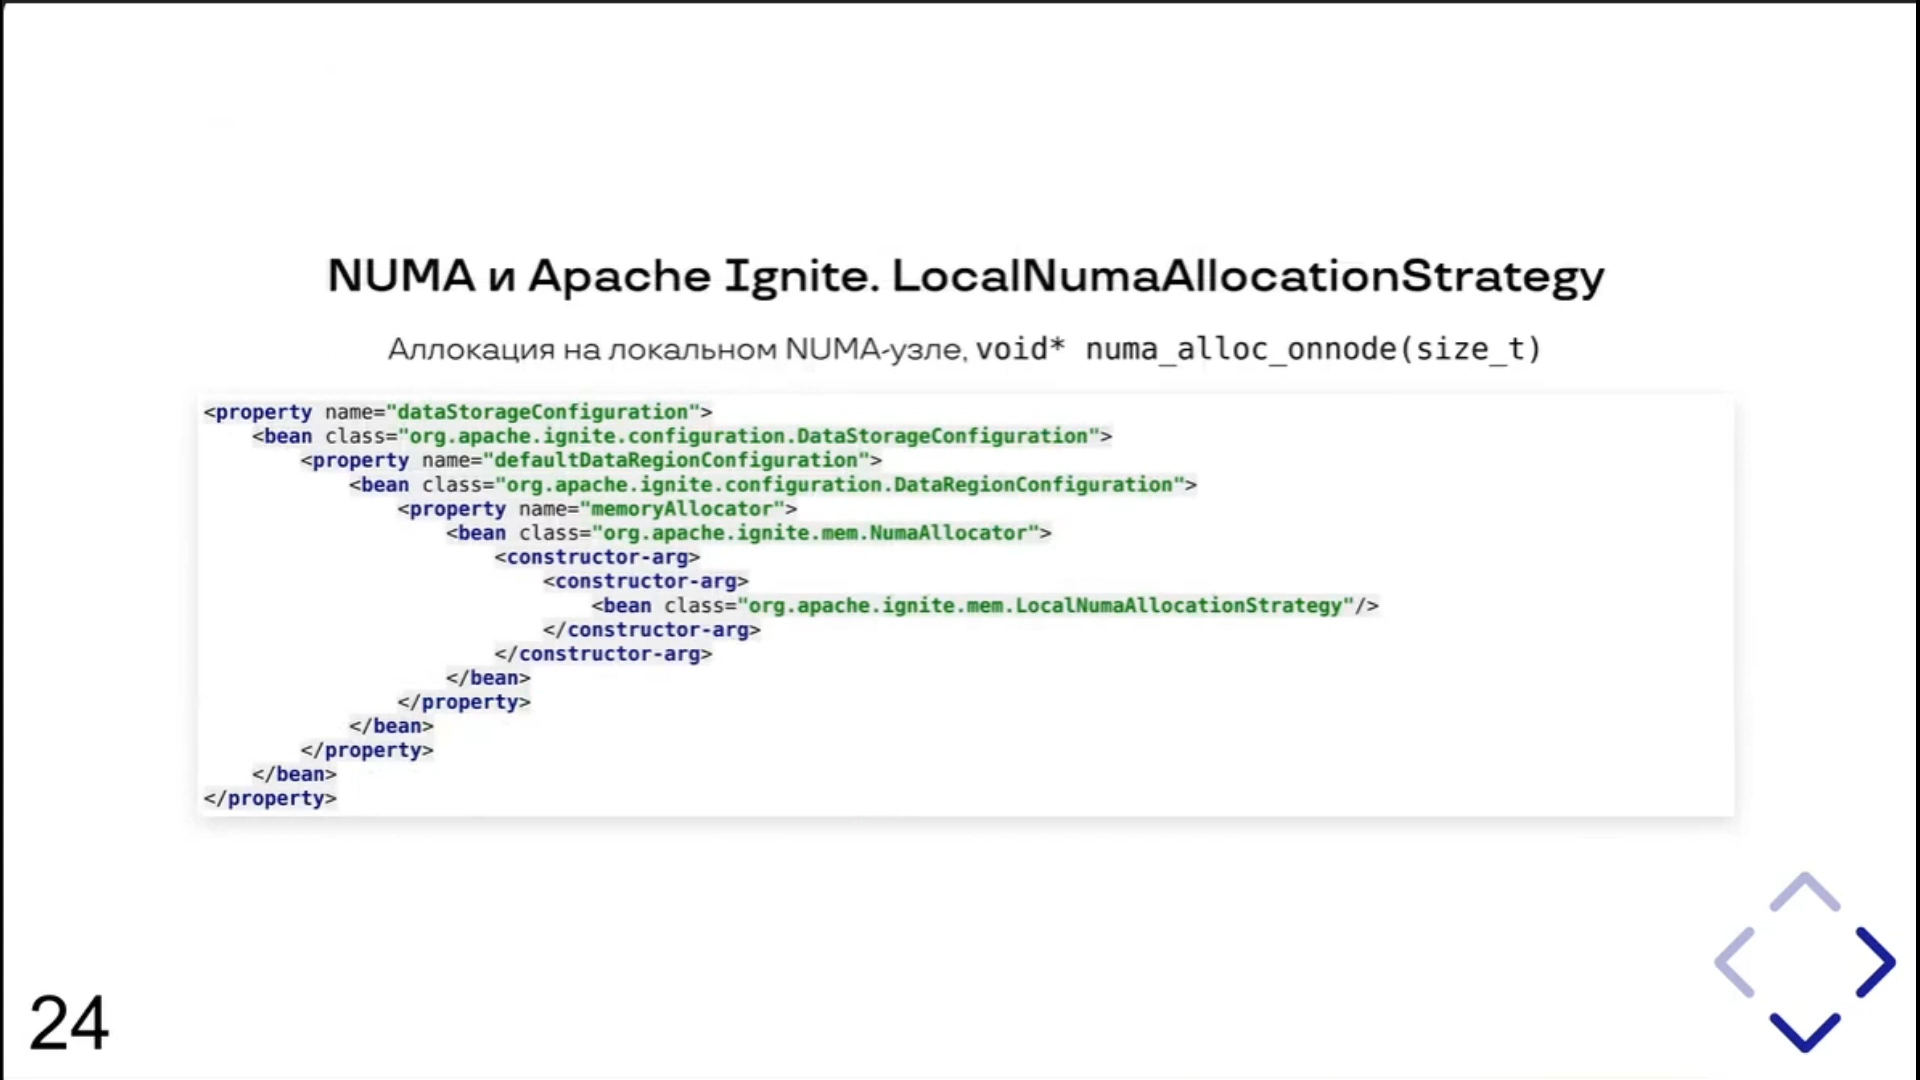 NUMA и Apache Ignite. LocalNumaAllocationStrategy
Аллокация на локальном NUMA-узле, void* numa_alloc_onnode(size_t)
<property name="dataStorageConfiguration">
    <bean class="org.apache.ignite.configuration.DataStorageConfiguration">
        <property name="defaultDataRegionConfiguration">
            <bean class="org.apache.ignite.configuration.DataRegionConfiguration">
                <property name="memoryAllocator">
                    <bean class="org.apache.ignite.mem.NumaAllocator">
                        <constructor-arg>
                            <constructor-arg>
                                <bean class="org.apache.ignite.mem.LocalNumaAllocationStrategy"/>
                            </constructor-arg>
                        </constructor-arg>
                    </bean>
                </property>
            </bean>
        </property>
    </bean>
</property>
24